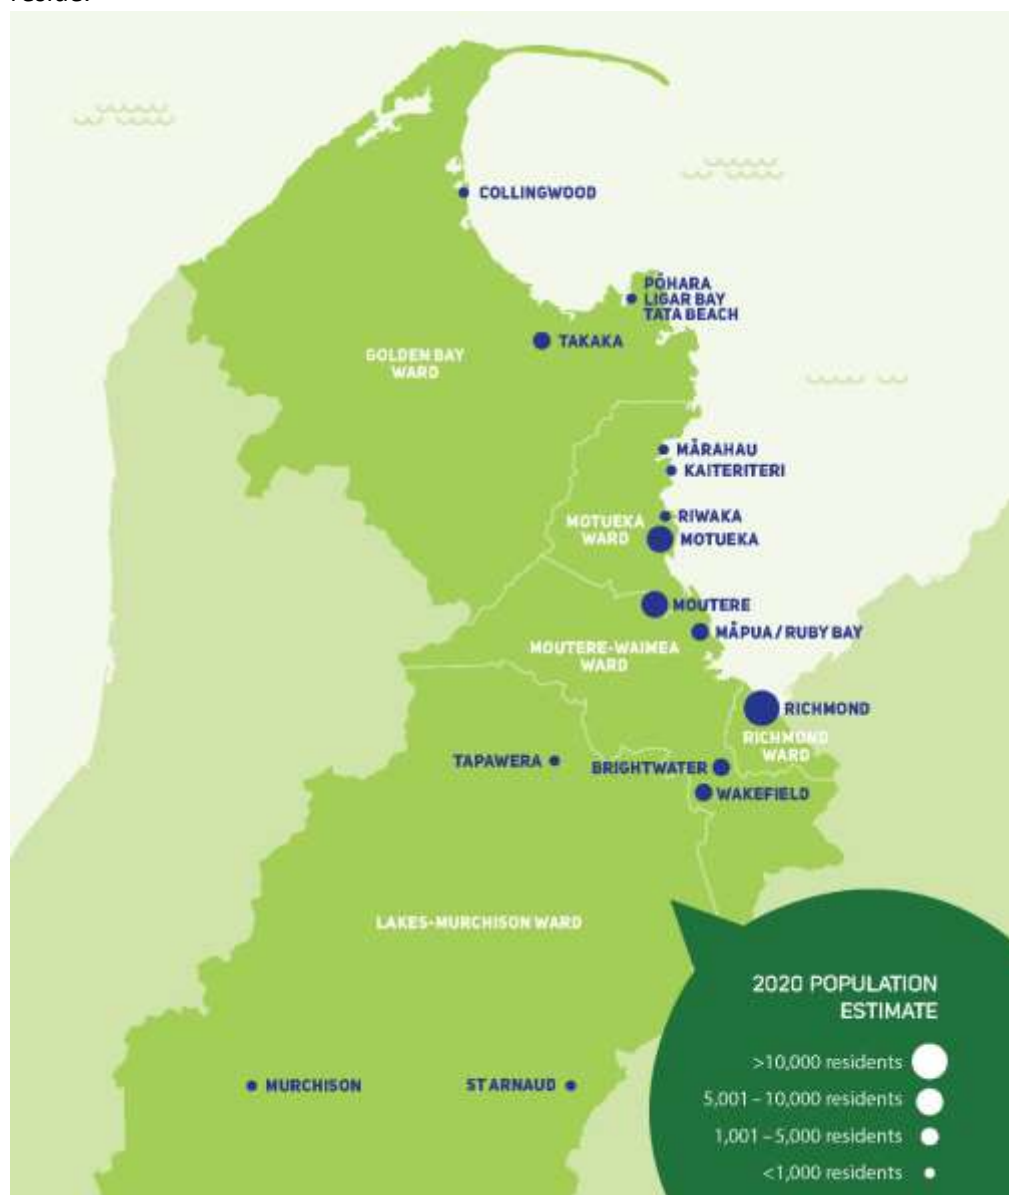 COLLINGWOOD
PŌHARA
LIGAR BAY
TATA BEACH
TAKAKA
GOLDEN BAY
WARD
MĀRAHAU
KAITERITERI
RIWAKA
MOTUEKA
WARD
MOTUEKA
MOUTERE
MĀPUA / RUBY BAY
MOUTERE-WAIMEA
WARD
RICHMOND
RICHMOND
WARD
TAPAWERA
BRIGHTWATER
WAKEFIELD
LAKES-MURCHISON WARD
2020 POPULATION
ESTIMATE
>10,000 residents
5,001 – 10,000 residents
1,001 – 5,000 residents
<1,000 residents
MURCHISON
ST ARNAUD